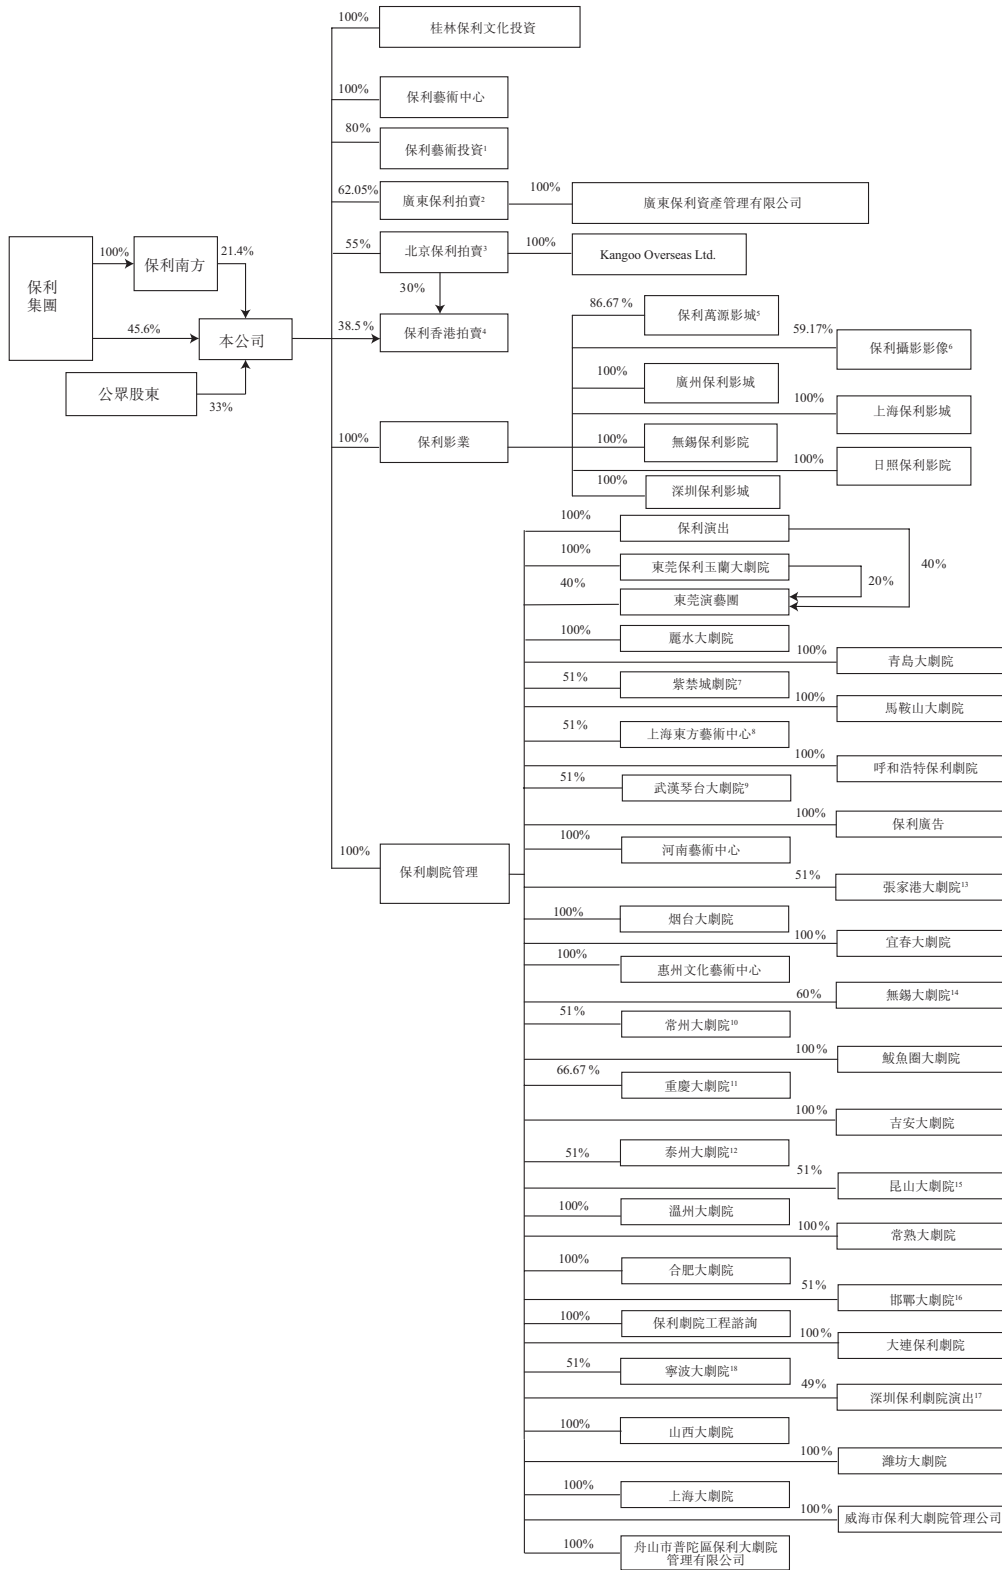 100%
桂林保利文化投資
100%
保利藝術中心
80%
保利藝術投資¹
62.05%
廣東保利拍賣²
100%
廣東保利資產管理有限公司
保利
集團
100%
保利南方
21.4%
55%
北京保利拍賣³
100%
Kangoo Overseas Ltd.
30%
45.6%
本公司
38.5%
保利香港拍賣⁴
公眾股東
33%
86.67%
保利萬源影城⁵
59.17%
保利攝影影像⁶
100%
廣州保利影城
100%
上海保利影城
100%
保利影業
100%
無錫保利影院
100%
日照保利影院
100%
深圳保利影城
100%
保利演出
40%
100%
東莞保利玉蘭大劇院
20%
40%
東莞演藝團
100%
麗水大劇院
100%
青島大劇院
51%
紫禁城劇院⁷
100%
馬鞍山大劇院
51%
上海東方藝術中心⁸
100%
呼和浩特保利劇院
51%
武漢琴台大劇院⁹
100%
保利廣告
100%
河南藝術中心
100%
保利劇院管理
51%
張家港大劇院¹³
100%
烟台大劇院
100%
宜春大劇院
100%
惠州文化藝術中心
60%
無錫大劇院¹⁴
51%
常州大劇院¹⁰
100%
鲅魚圈大劇院
66.67%
重慶大劇院¹¹
100%
吉安大劇院
51%
泰州大劇院¹²
51%
昆山大劇院¹⁵
100%
溫州大劇院
100%
常熟大劇院
100%
合肥大劇院
51%
邯鄲大劇院¹⁶
100%
保利劇院工程諮詢
100%
大連保利劇院
51%
寧波大劇院¹⁸
49%
深圳保利劇院演出¹⁷
100%
山西大劇院
100%
濰坊大劇院
100%
上海大劇院
100%
威海市保利大劇院管理公司
100%
舟山市普陀區保利大劇院
管理有限公司